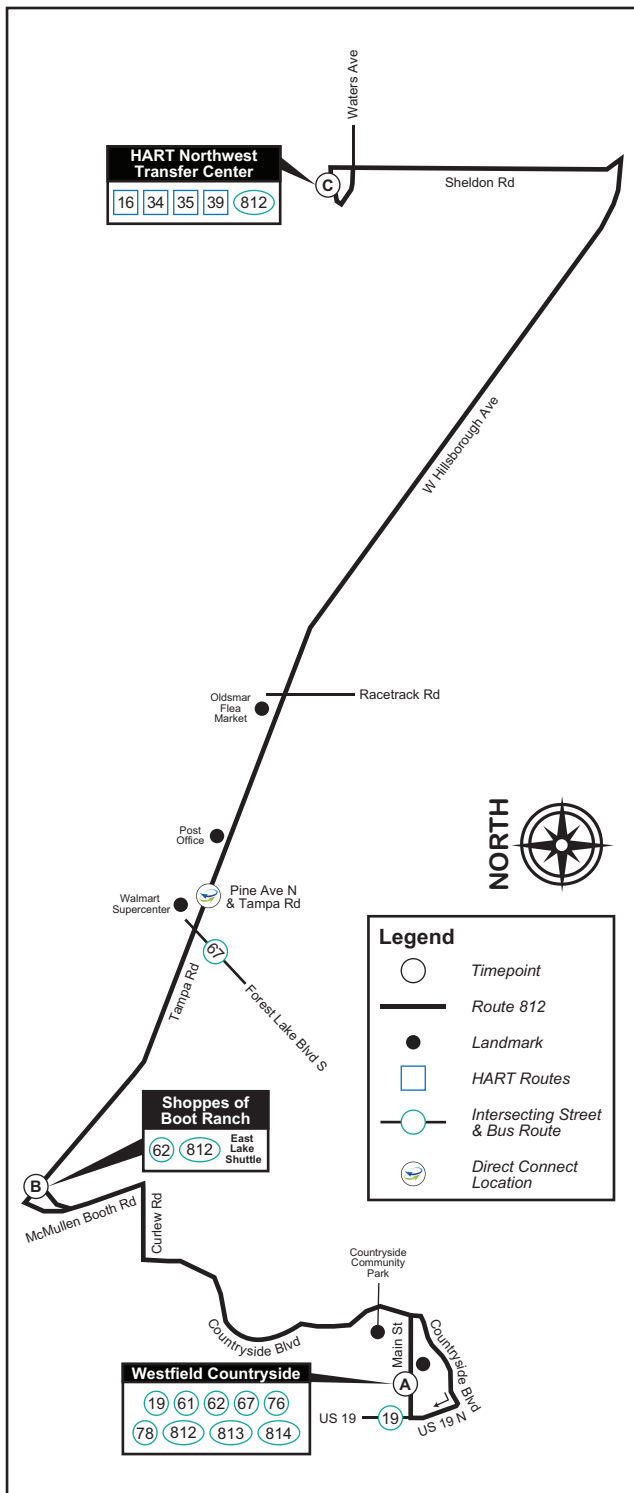 Waters Ave
HART Northwest
Transfer Center
16 34 35 39 812
C
Sheldon Rd
W Hillsborough Ave
Oldsmar
Flea
Market
Racetrack Rd
Post
Office
NORTH
Walmart
Supercenter
Pine Ave N
& Tampa Rd
67
Tampa Rd
Forest Lake Blvd S
Legend
Timepoint
Route 812
Landmark
HART Routes
Intersecting Street
& Bus Route
Direct Connect
Location
Shoppes of
Boot Ranch
62 812 East
Lake
Shuttle
B
McMullen Booth Rd
Curlew Rd
Countryside
Community
Park
Countryside Blvd
Main St
Countryside Blvd
Westfield Countryside
19 61 62 67 76
78 812 813 814
A
US 19
19
US 19 N